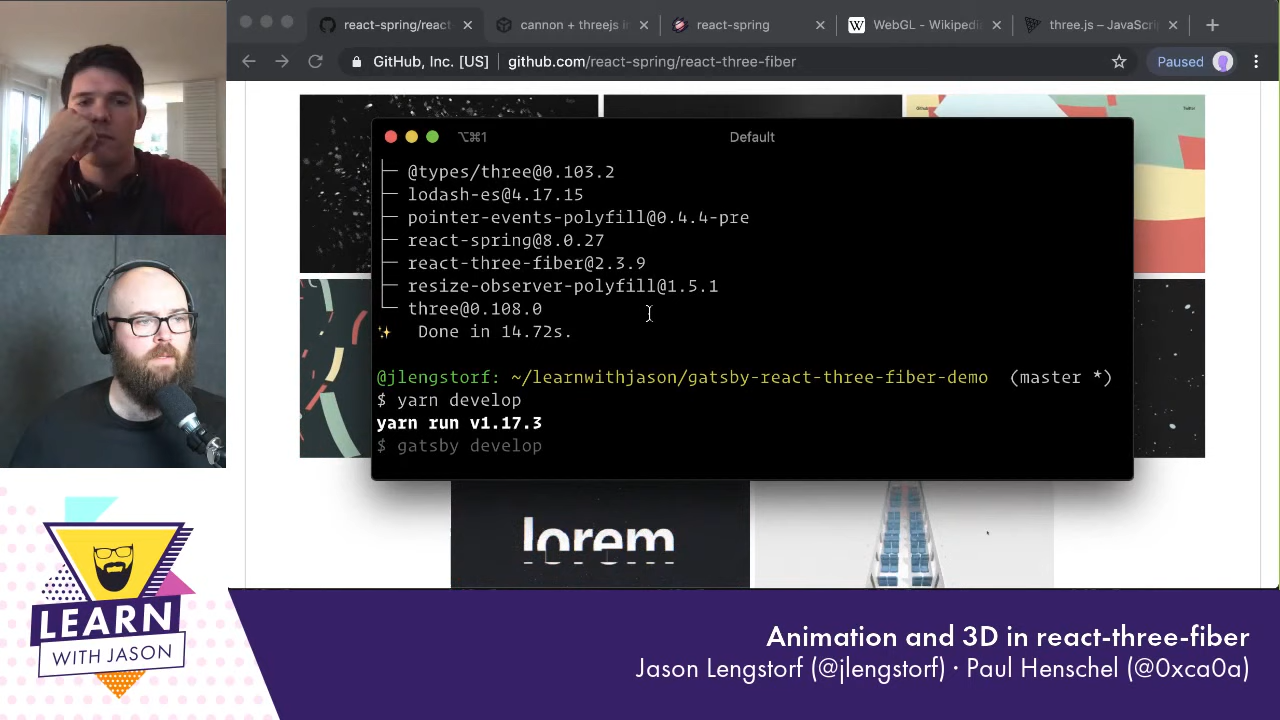 react-spring/react
cannon + threejs in
react-spring
WebGL - Wikipedi
three.js – JavaScri
GitHub, Inc. [US]
github.com/react-spring/react-three-fiber
Paused
⌥⌘1
Default
├─ @types/three@0.103.2
├─ lodash-es@4.17.15
├─ pointer-events-polyfill@0.4.4-pre
├─ react-spring@8.0.27
├─ react-three-fiber@2.3.9
├─ resize-observer-polyfill@1.5.1
└─ three@0.108.0
✨ Done in 14.72s.
@jlengstorf: ~/learnwithjason/gatsby-react-three-fiber-demo (master *)
$ yarn develop
yarn run v1.17.3
$ gatsby develop
lorem
LEARN
WITH JASON
Animation and 3D in react-three-fiber
Jason Lengstorf (@jlengstorf) · Paul Henschel (@0xca0a)